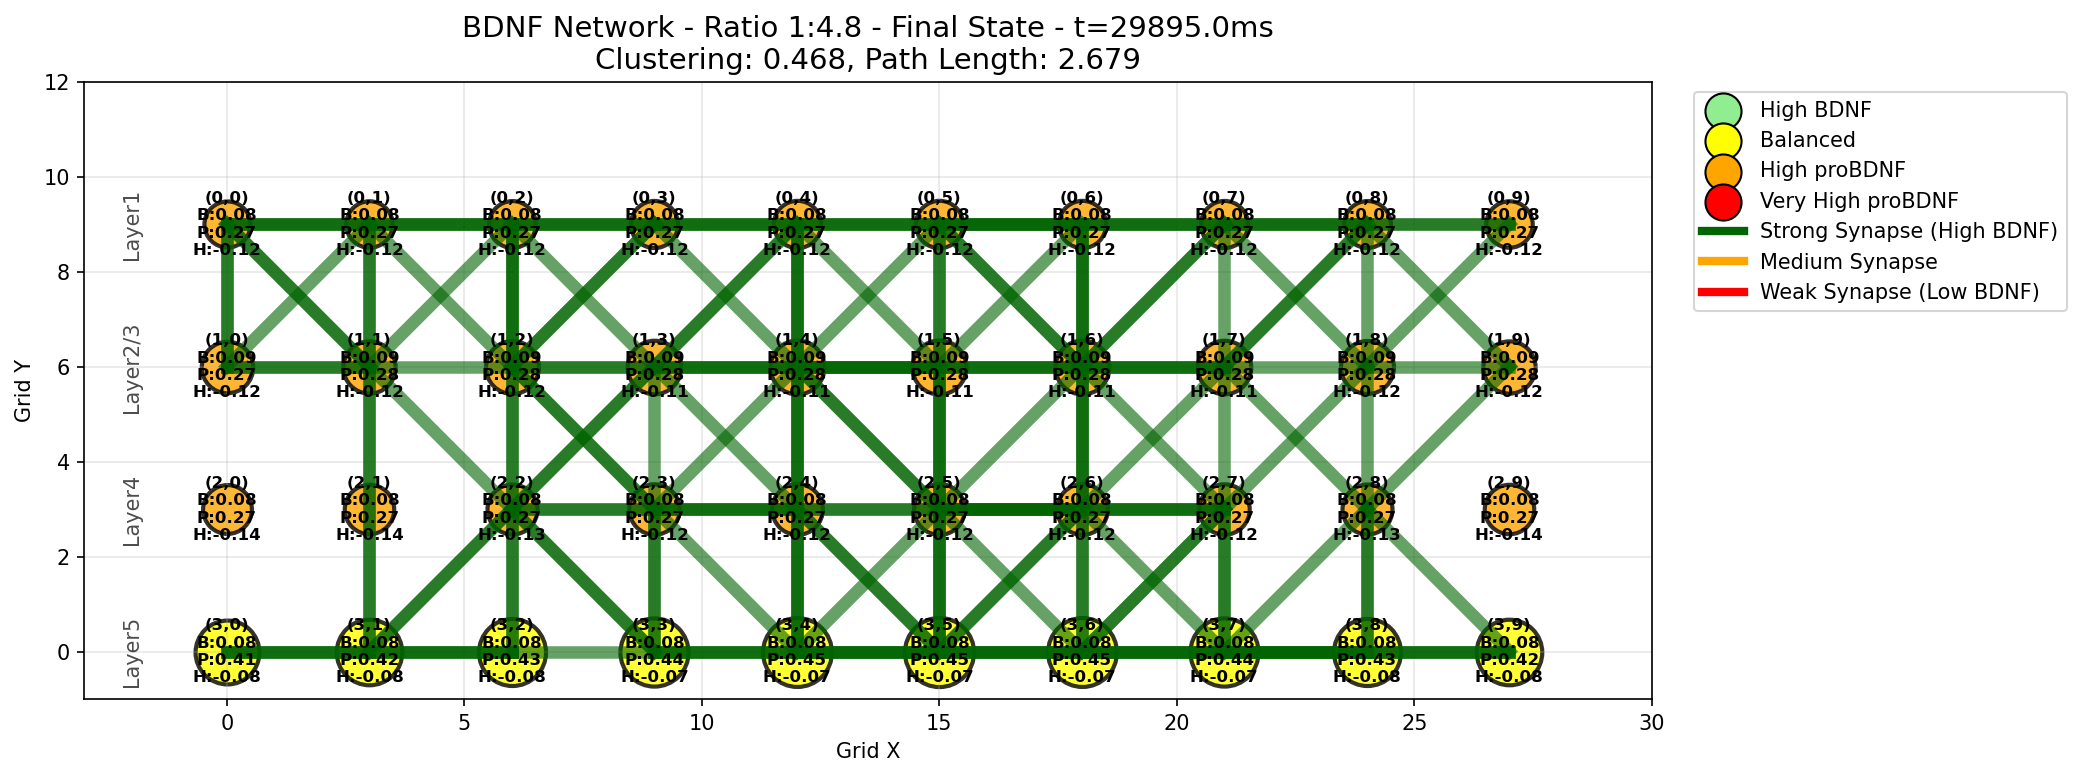 BDNF Network - Ratio 1:4.8 - Final State - t=29895.0ms
Clustering: 0.468, Path Length: 2.679
High BDNF
Balanced
High proBDNF
Very High proBDNF
Strong Synapse (High BDNF)
Medium Synapse
Weak Synapse (Low BDNF)
Grid Y
12
10
8
6
4
2
0
Layer1
(0,0) (0,1) (0,2) (0,3) (0,4) (0,5) (0,6) (0,7) (0,8) (0,9)
B:0.08 B:0.08 B:0.08 B:0.08 B:0.08 B:0.08 B:0.08 B:0.08 B:0.08 B:0.08
P:0.27 P:0.27 P:0.27 P:0.27 P:0.27 P:0.27 P:0.27 P:0.27 P:0.27 P:0.27
H:-0.12 H:-0.12 H:-0.12 H:-0.12 H:-0.12 H:-0.12 H:-0.12 H:-0.12 H:-0.12 H:-0.12
Layer2/3
(1,0) (1,1) (1,2) (1,3) (1,4) (1,5) (1,6) (1,7) (1,8) (1,9)
B:0.09 B:0.09 B:0.09 B:0.09 B:0.09 B:0.09 B:0.09 B:0.09 B:0.09 B:0.09
P:0.27 P:0.28 P:0.28 P:0.28 P:0.28 P:0.28 P:0.28 P:0.28 P:0.28 P:0.28
H:-0.12 H:-0.12 H:-0.12 H:-0.11 H:-0.11 H:-0.11 H:-0.11 H:-0.11 H:-0.12 H:-0.12
Layer4
(2,0) (2,1) (2,2) (2,3) (2,4) (2,5) (2,6) (2,7) (2,8) (2,9)
B:0.08 B:0.08 B:0.08 B:0.08 B:0.08 B:0.08 B:0.08 B:0.08 B:0.08 B:0.08
P:0.27 P:0.27 P:0.27 P:0.27 P:0.27 P:0.27 P:0.27 P:0.27 P:0.27 P:0.27
H:-0.14 H:-0.14 H:-0.13 H:-0.12 H:-0.12 H:-0.12 H:-0.12 H:-0.12 H:-0.13 H:-0.14
Layer5
(3,0) (3,1) (3,2) (3,3) (3,4) (3,5) (3,6) (3,7) (3,8) (3,9)
B:0.08 B:0.08 B:0.08 B:0.08 B:0.08 B:0.08 B:0.08 B:0.08 B:0.08 B:0.08
P:0.41 P:0.42 P:0.43 P:0.44 P:0.45 P:0.45 P:0.45 P:0.44 P:0.43 P:0.42
H:-0.08 H:-0.08 H:-0.08 H:-0.07 H:-0.07 H:-0.07 H:-0.07 H:-0.07 H:-0.08 H:-0.08
0 5 10 15 20 25 30
Grid X